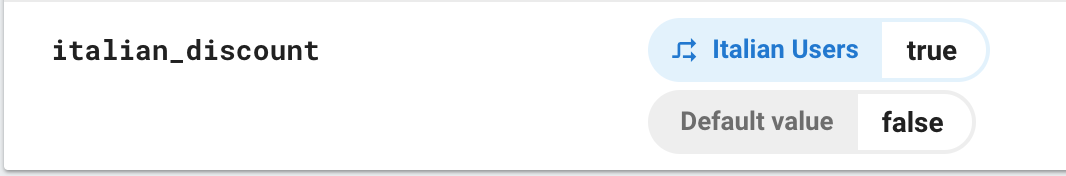 italian_discount
Italian Users true
Default value false